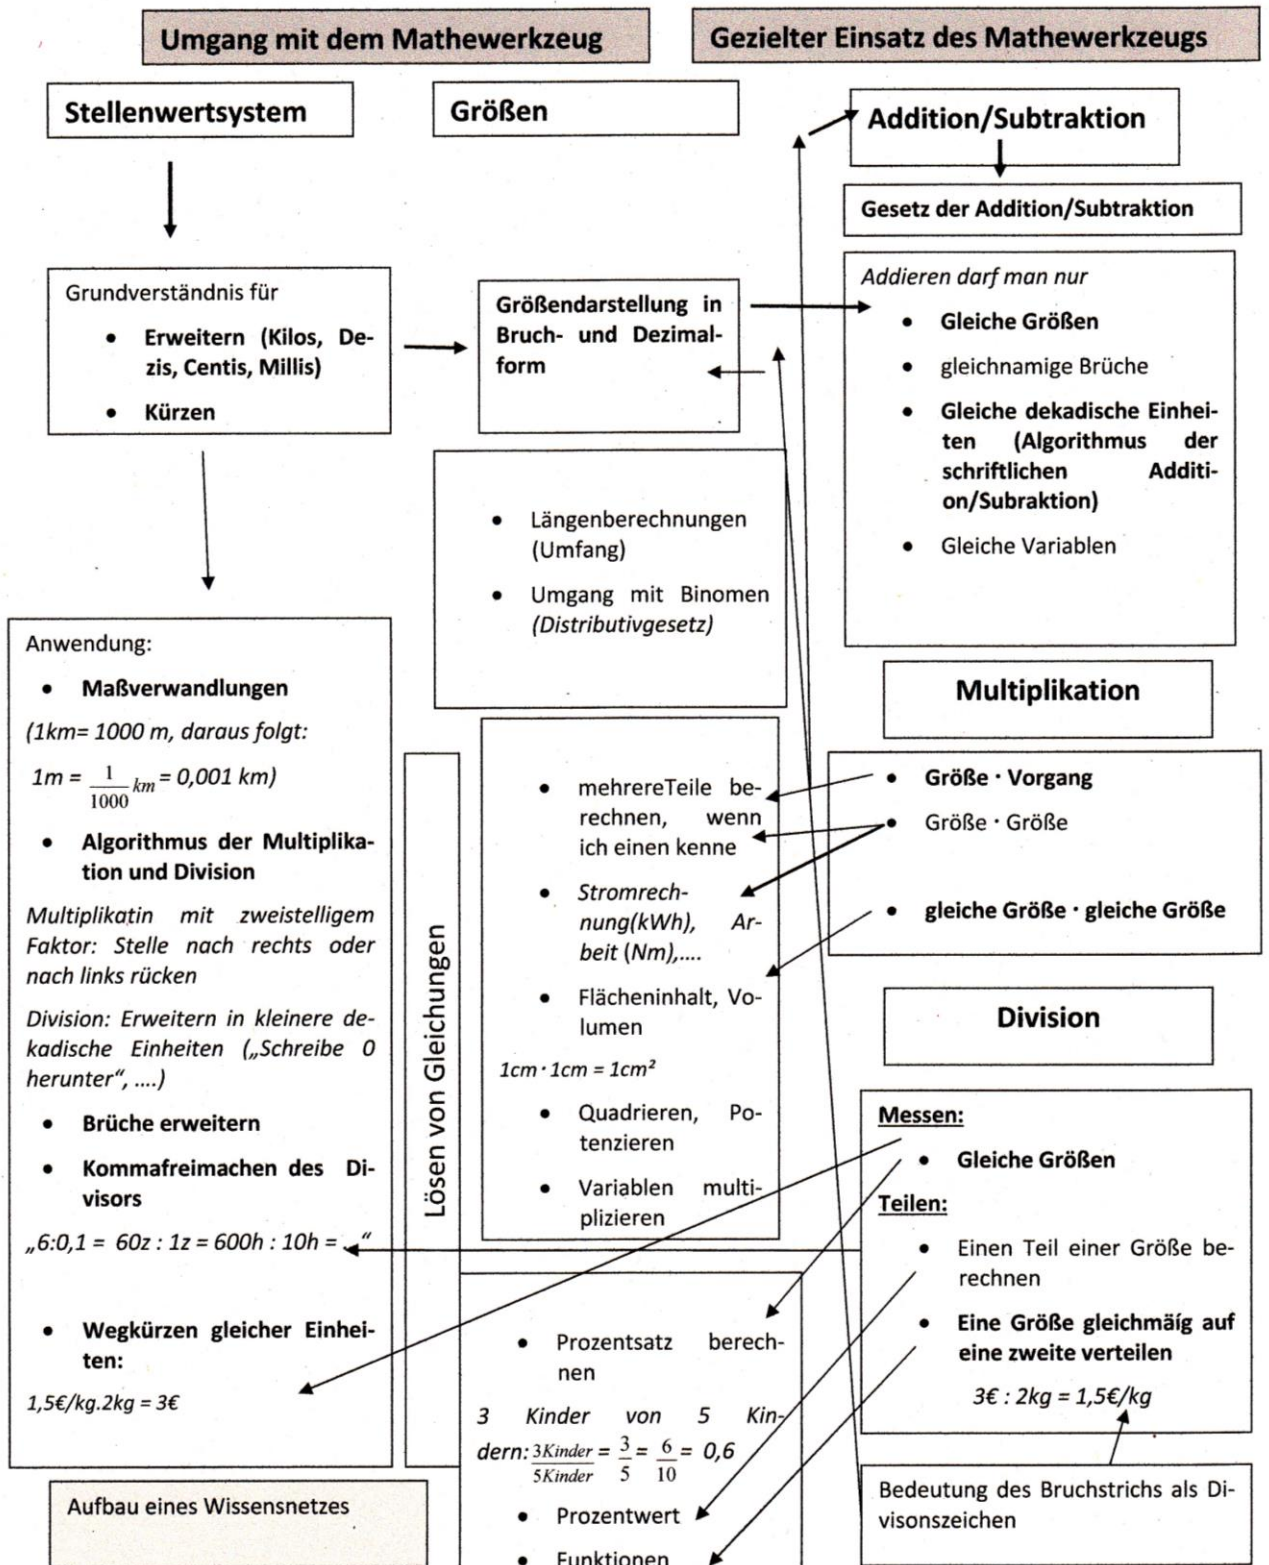 Umgang mit dem Mathewerkzeug
Gezielter Einsatz des Mathewerkzeugs
Stellenwertsystem
Größen
Addition/Subtraktion
Gesetz der Addition/Subtraktion
Grundverständnis für
• Erweitern (Kilos, De-
zis, Centis, Millis)
• Kürzen
Größendarstellung in
Bruch- und Dezimal-
form
Addieren darf man nur
• Gleiche Größen
• gleichnamige Brüche
• Gleiche dekadische Einhei-
ten (Algorithmus der
schriftlichen Additi-
on/Subraktion)
• Gleiche Variablen
• Längenberechnungen
(Umfang)
• Umgang mit Binomen
(Distributivgesetz)
Anwendung:
• Maßverwandlungen
(1km= 1000 m, daraus folgt:
1m = 1/1000 km = 0,001 km)
• Algorithmus der Multiplika-
tion und Division
Multiplikatin mit zweistelligem
Faktor: Stelle nach rechts oder
nach links rücken
Division: Erweitern in kleinere de-
kadische Einheiten („Schreibe 0
herunter“, ....)
• Brüche erweitern
• Kommafreimachen des Di-
visors
„6:0,1 = 60z : 1z = 600h : 10h = “
• Wegkürzen gleicher Einhei-
ten:
1,5€/kg.2kg = 3€
Lösen von Gleichungen
• mehrereTeile be-
rechnen, wenn
ich einen kenne
• Stromrech-
nung(kWh), Ar-
beit (Nm),....
• Flächeninhalt, Vo-
lumen
1cm · 1cm = 1cm²
• Quadrieren, Po-
tenzieren
• Variablen multi-
plizieren
Multiplikation
• Größe · Vorgang
• Größe · Größe
• gleiche Größe · gleiche Größe
Division
Messen:
• Gleiche Größen
Teilen:
• Einen Teil einer Größe be-
rechnen
• Eine Größe gleichmäíg auf
eine zweite verteilen
3€ : 2kg = 1,5€/kg
• Prozentsatz berech-
nen
3 Kinder von 5 Kin-
dern: 3Kinder/5Kinder = 3/5 = 6/10 = 0,6
• Prozentwert
• Funktionen
Bedeutung des Bruchstrichs als Di-
visonszeichen
Aufbau eines Wissensnetzes